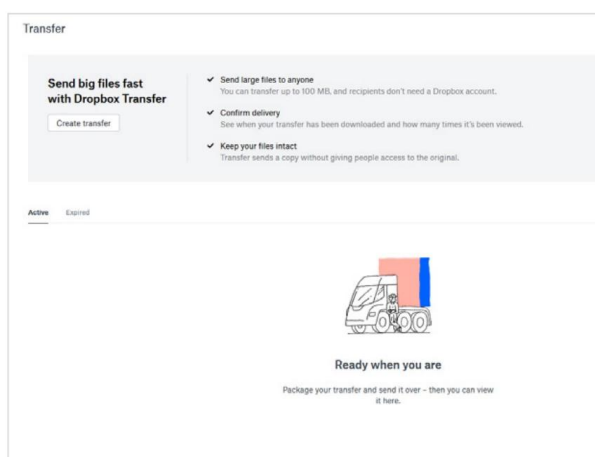 Transfer
Send big files fast
with Dropbox Transfer
Create transfer
Send large files to anyone
You can transfer up to 100 MB, and recipients don't need a Dropbox account.
Confirm delivery
See when your transfer has been downloaded and how many times it's been viewed.
Keep your files intact
Transfer sends a copy without giving people access to the original.
Active Expired
Ready when you are
Package your transfer and send it over – then you can view
it here.